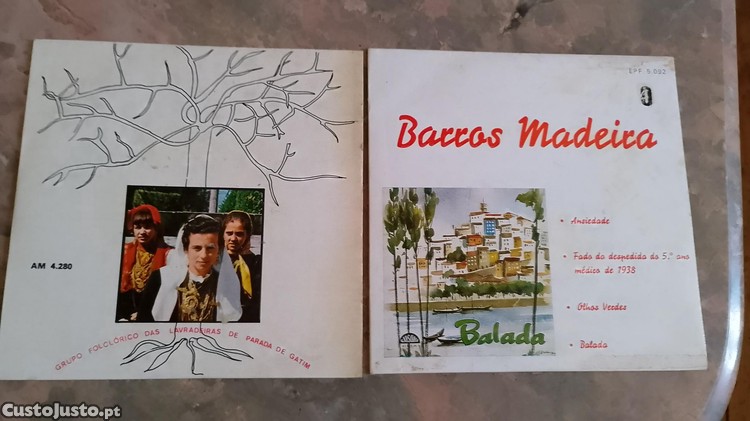 AM 4.280
GRUPO FOLCLÓRICO DAS LAVRADEIRAS DE PARADA DE GATIM
EPF 5.092
Barros Madeira
• Ansiedade
• Fado da despedida do 5.º ano
médico de 1938
• Olhos Verdes
• Balada
Balada
CustoJusto.pt